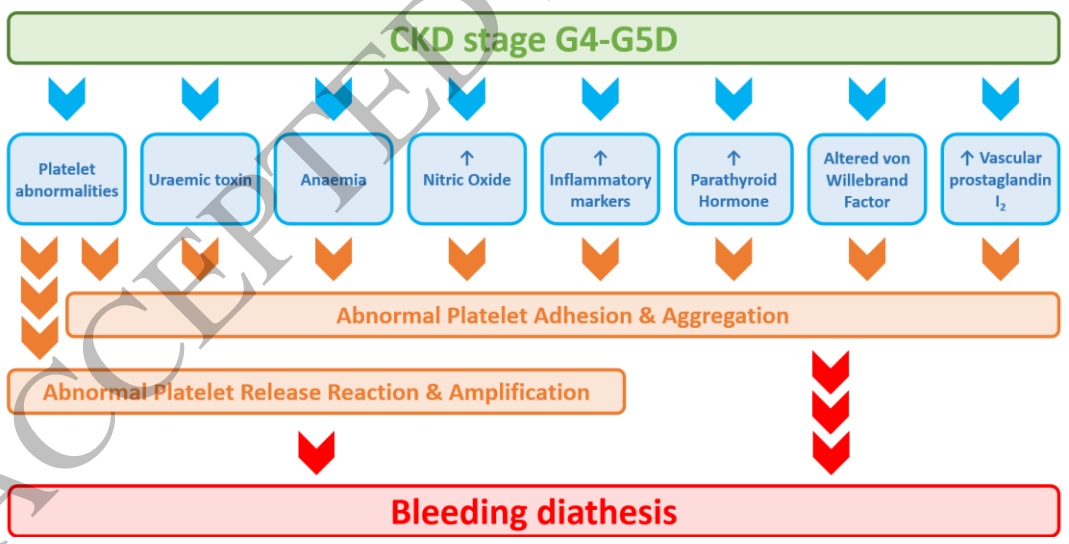 CKD stage G4-G5D
Platelet
abnormalities
Uraemic toxin
Anaemia
↑
Nitric Oxide
↑
Inflammatory
markers
↑
Parathyroid
Hormone
Altered von
Willebrand
Factor
↑ Vascular
prostaglandin
I₂
Abnormal Platelet Adhesion & Aggregation
Abnormal Platelet Release Reaction & Amplification
Bleeding diathesis
ACCEPTED